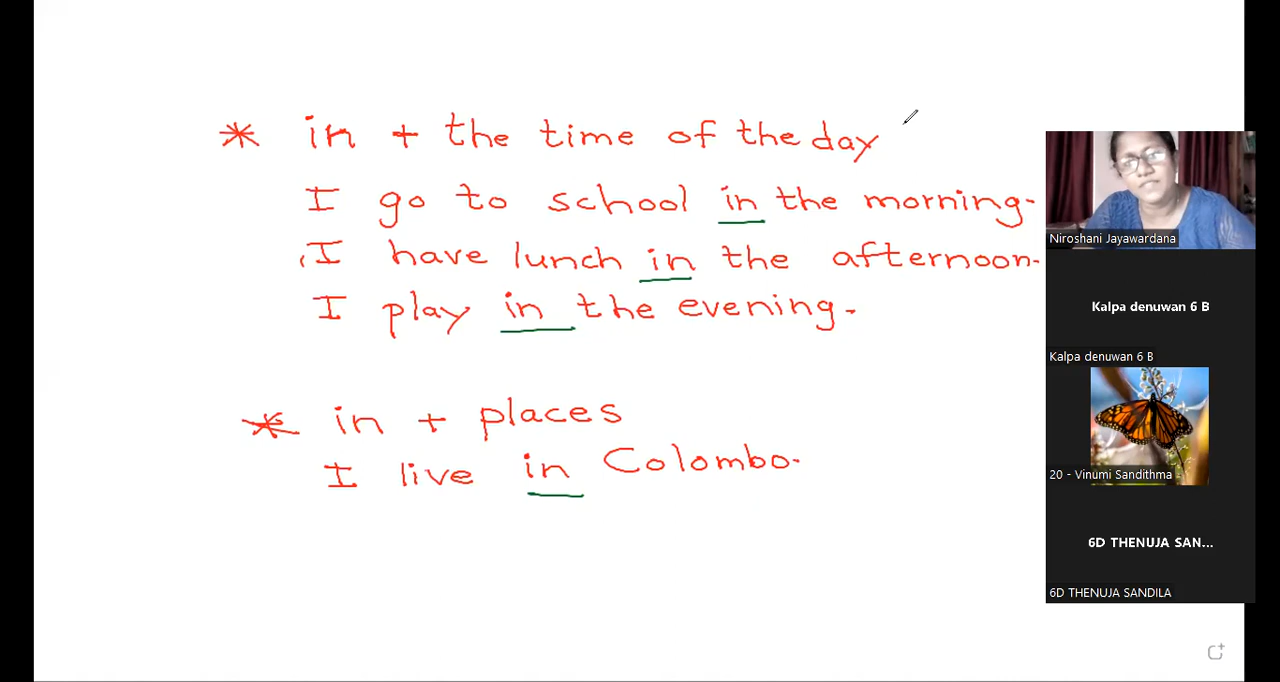 * in + the time of the day
I go to school in the morning.
I have lunch in the afternoon.
I play in the evening.
* in + places
I live in Colombo.
Niroshani Jayawardana
Kalpa denuwan 6 B
Kalpa denuwan 6 B
20 - Vinumi Sandithma
6D THENUJA SAN...
6D THENUJA SANDILA